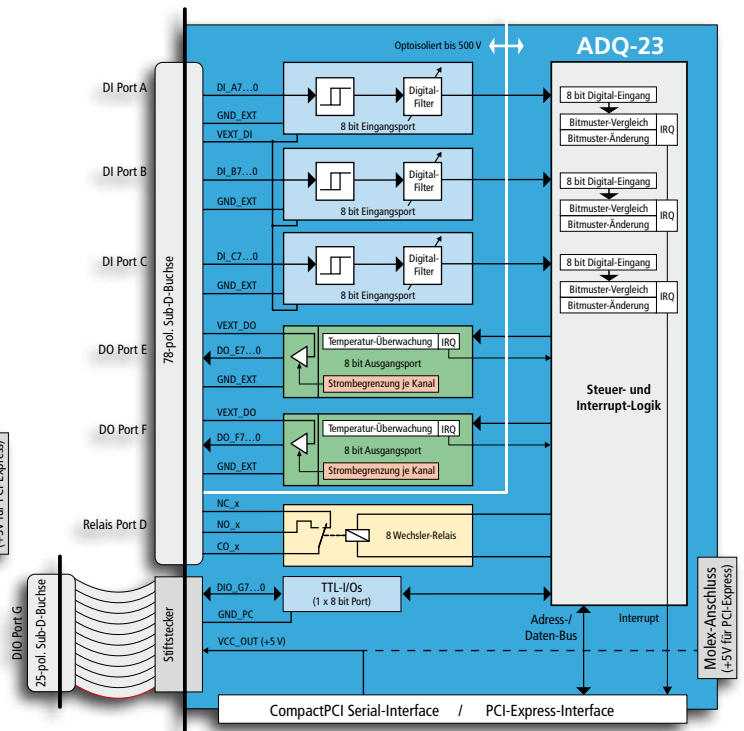 Optoisoliert bis 500 V
ADQ-23
DI Port A
DI_A7...0
GND_EXT
VEXT_DI
Digital-
Filter
8 bit Eingangsport
8 bit Digital-Eingang
Bitmuster-Vergleich
Bitmuster-Änderung
IRQ
DI Port B
DI_B7...0
GND_EXT
Digital-
Filter
8 bit Eingangsport
8 bit Digital-Eingang
Bitmuster-Vergleich
Bitmuster-Änderung
IRQ
DI Port C
DI_C7...0
GND_EXT
Digital-
Filter
8 bit Eingangsport
8 bit Digital-Eingang
Bitmuster-Vergleich
Bitmuster-Änderung
IRQ
78-pol. Sub-D-Buchse
DO Port E
VEXT_DO
DO_E7...0
GND_EXT
Temperatur-Überwachung
IRQ
8 bit Ausgangsport
Strombegrenzung je Kanal
Steuer- und
Interrupt-Logik
DO Port F
VEXT_DO
DO_F7...0
GND_EXT
Temperatur-Überwachung
IRQ
8 bit Ausgangsport
Strombegrenzung je Kanal
(+5V für PCI-Express)
Relais Port D
NC_x
NO_x
CO_x
8 Wechsler-Relais
DIO Port G
25-pol. Sub-D-Buchse
Stiftstecker
DIO_G7...0
GND_PC
VCC_OUT (+5 V)
TTL-I/Os
(1 x 8 bit Port)
Adress-/
Daten-Bus
Interrupt
Molex-Anschluss
(+5V für PCI-Express)
CompactPCI Serial-Interface / PCI-Express-Interface